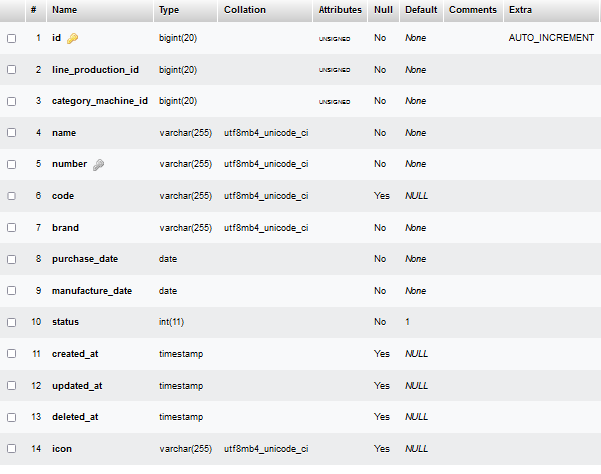 # Name Type Collation Attributes Null Default Comments Extra
1 id bigint(20) UNSIGNED No None AUTO_INCREMENT
2 line_production_id bigint(20) UNSIGNED No None
3 category_machine_id bigint(20) UNSIGNED No None
4 name varchar(255) utf8mb4_unicode_ci No None
5 number varchar(255) utf8mb4_unicode_ci No None
6 code varchar(255) utf8mb4_unicode_ci Yes NULL
7 brand varchar(255) utf8mb4_unicode_ci No None
8 purchase_date date No None
9 manufacture_date date No None
10 status int(11) No 1
11 created_at timestamp Yes NULL
12 updated_at timestamp Yes NULL
13 deleted_at timestamp Yes NULL
14 icon varchar(255) utf8mb4_unicode_ci Yes NULL